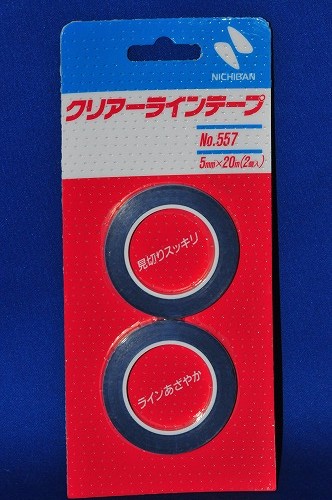 NICHIBAN
クリアーラインテープ
No.557
5mm×20m(2個入)
見切りスッキリ
ラインあざやか